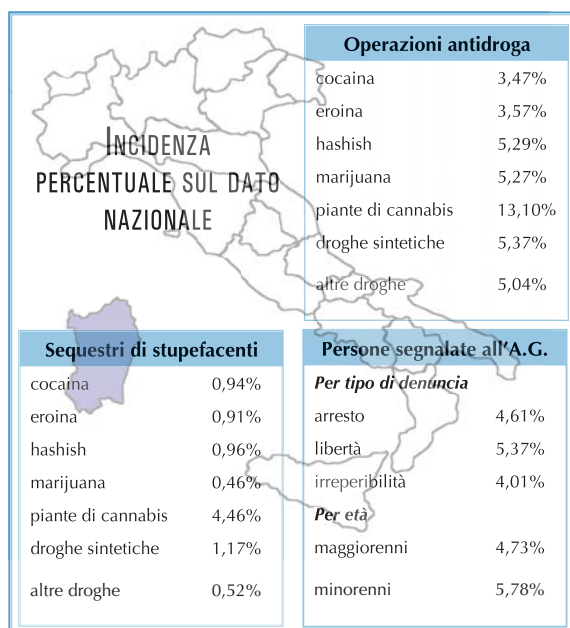 INCIDENZA
PERCENTUALE SUL DATO
NAZIONALE
Operazioni antidroga
cocaina 3,47%
eroina 3,57%
hashish 5,29%
marijuana 5,27%
piante di cannabis 13,10%
droghe sintetiche 5,37%
altre droghe 5,04%
Sequestri di stupefacenti
cocaina 0,94%
eroina 0,91%
hashish 0,96%
marijuana 0,46%
piante di cannabis 4,46%
droghe sintetiche 1,17%
altre droghe 0,52%
Persone segnalate all'A.G.
Per tipo di denuncia
arresto 4,61%
libertà 5,37%
irreperibilità 4,01%
Per età
maggiorenni 4,73%
minorenni 5,78%